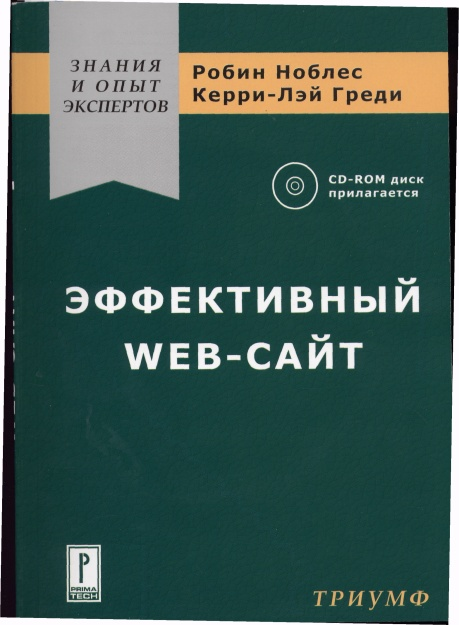 ЗНАНИЯ
И ОПЫТ
ЭКСПЕРТОВ
Робин Ноблес
Керри-Лэй Греди
CD-ROM диск
прилагается
ЭФФЕКТИВНЫЙ
WEB-САЙТ
P
PRIMA
TECH
ТРИУМФ